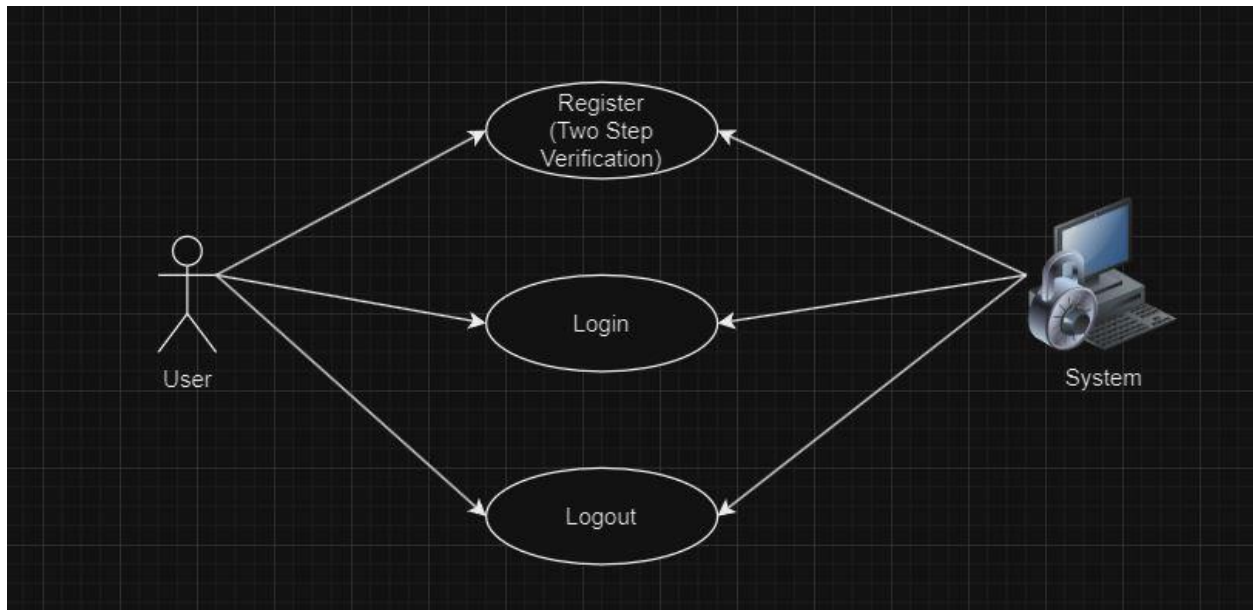 Register
(Two Step
Verification)
Login
User
System
Logout